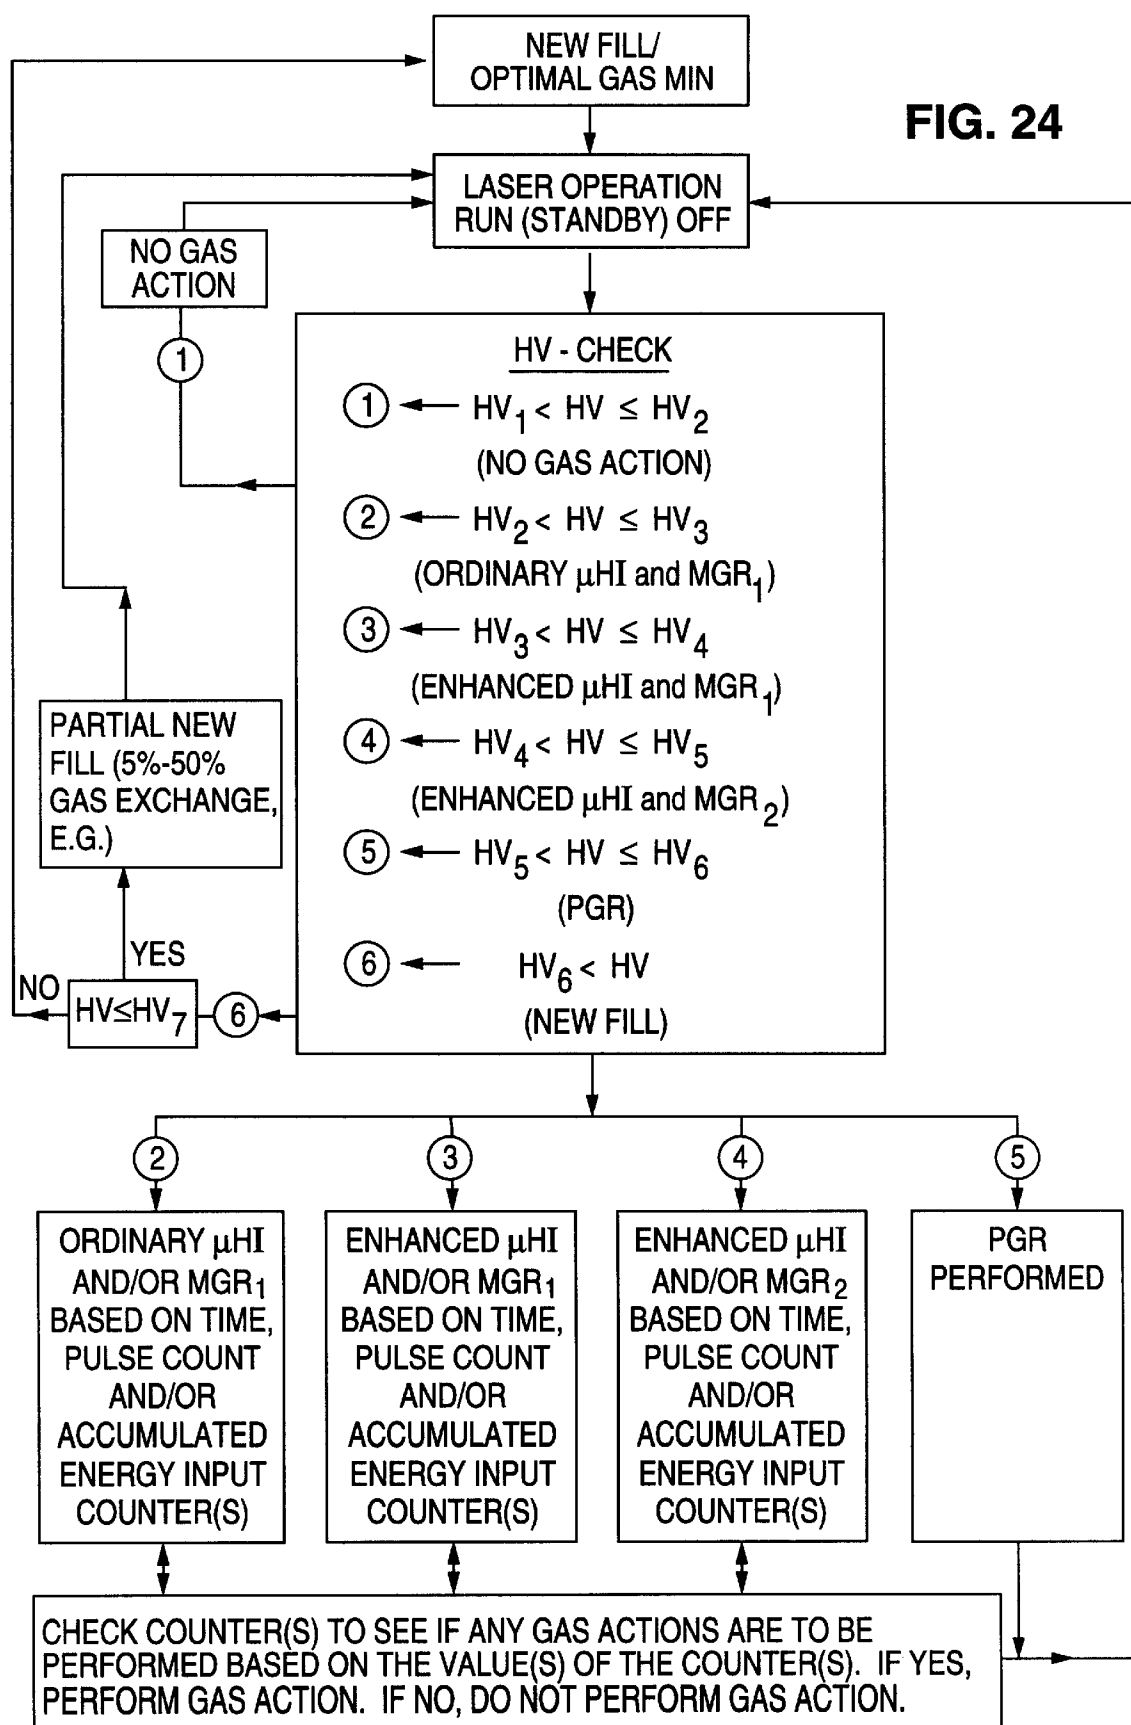 NEW FILL/
OPTIMAL GAS MIN
FIG. 24
LASER OPERATION
RUN (STANDBY) OFF
NO GAS
ACTION
1
HV - CHECK
1 HV1 < HV ≤ HV2
(NO GAS ACTION)
2 HV2 < HV ≤ HV3
(ORDINARY µHI and MGR1)
3 HV3 < HV ≤ HV4
(ENHANCED µHI and MGR1)
4 HV4 < HV ≤ HV5
(ENHANCED µHI and MGR2)
5 HV5 < HV ≤ HV6
(PGR)
6 HV6 < HV
(NEW FILL)
PARTIAL NEW
FILL (5%-50%
GAS EXCHANGE,
E.G.)
YES
NO
HV≤HV7
6
2
3
4
5
ORDINARY µHI
AND/OR MGR1
BASED ON TIME,
PULSE COUNT
AND/OR
ACCUMULATED
ENERGY INPUT
COUNTER(S)
ENHANCED µHI
AND/OR MGR1
BASED ON TIME,
PULSE COUNT
AND/OR
ACCUMULATED
ENERGY INPUT
COUNTER(S)
ENHANCED µHI
AND/OR MGR2
BASED ON TIME,
PULSE COUNT
AND/OR
ACCUMULATED
ENERGY INPUT
COUNTER(S)
PGR
PERFORMED
CHECK COUNTER(S) TO SEE IF ANY GAS ACTIONS ARE TO BE
PERFORMED BASED ON THE VALUE(S) OF THE COUNTER(S). IF YES,
PERFORM GAS ACTION. IF NO, DO NOT PERFORM GAS ACTION.